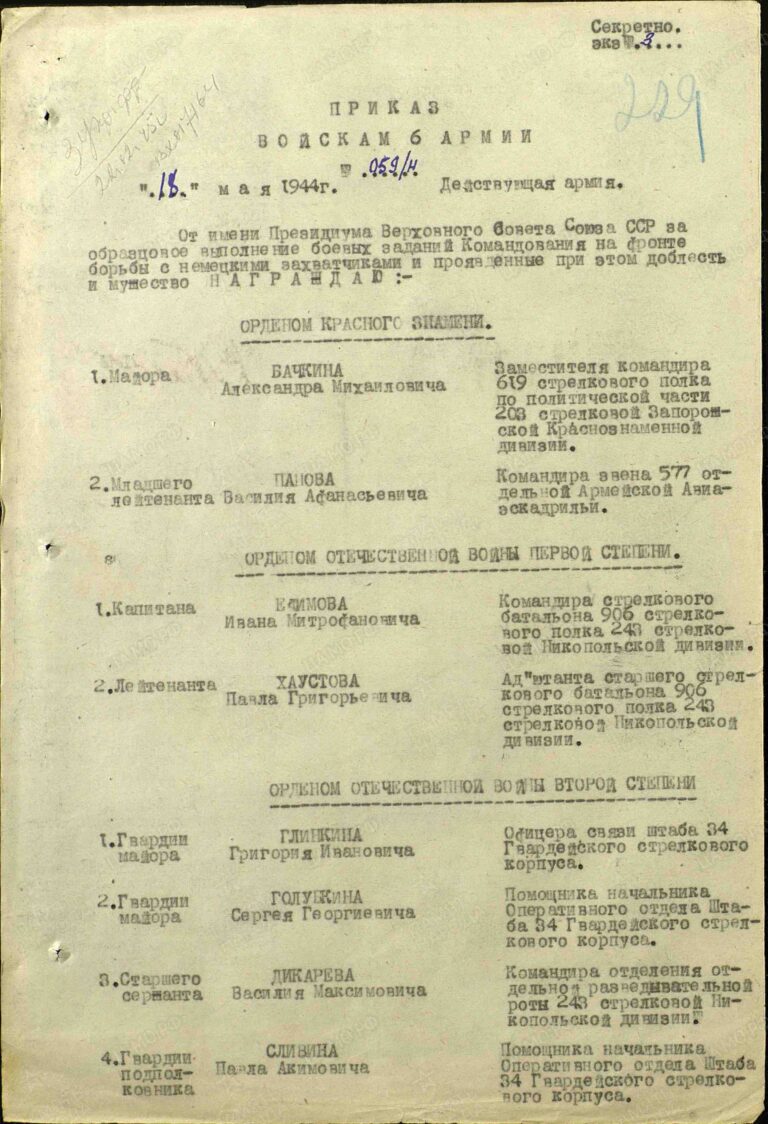 Секретно.
экз № 3...
229
ПРИКАЗ
ВОЙСКАМ 6 АРМИИ
№ .059/н
".18." мая 1944г. Действующая армия.
От имени Президиума Верховного Совета Союза ССР за
образцовое выполнение боевых заданий Командования на фронте
борьбы с немецкими захватчиками и проявленные при этом доблесть
и мужество НАГРАЖДАЮ:-
ОРДЕНОМ КРАСНОГО ЗНАМЕНИ.
1.Майора БАЧКИНА Заместителя командира
Александра Михайловича 619 стрелкового полка
по политической части
203 стрелковой Запорож-
ской Краснознаменной
дивизии.
2.Младшего ПАНОВА Командира звена 577 от-
лейтенанта Василия Афанасьевича дельной Армейской Авиа-
эскадрильи.
ОРДЕНОМ ОТЕЧЕСТВЕННОЙ ВОЙНЫ ПЕРВОЙ СТЕПЕНИ.
1.Капитана ЕФИМОВА Командира стрелкового
Ивана Митрофановича батальона 906 стрелко-
вого полка 243 стрелко-
вой Никопольской дивизии.
2.Лейтенанта ХАУСТОВА Ад"ютанта старшего стрел-
Павла Григорьевича кового батальона 906
стрелкового полка 243
стрелковой Никопольской
дивизии.
ОРДЕНОМ ОТЕЧЕСТВЕННОЙ ВОЙНЫ ВТОРОЙ СТЕПЕНИ
1.Гвардии ГЛИНКИНА Офицера связи штаба 34
майора Григория Ивановича Гвардейского стрелкового
корпуса.
2.Гвардии ГОЛУБКИНА Помощника начальника
майора Сергея Георгиевича Оперативного отдела Шта-
ба 34 Гвардейского стрел-
кового корпуса.
3.Старшего ДИКАРЕВА Командира отделения от-
сержанта Василия Максимовича дельной разведывательной
роты 243 стрелковой Ни-
копольской дивизии.
4.Гвардии СЛИВИНА Помощника начальника
подпол- Павла Акимовича Оперативного отдела Штаба
ковника 34 Гвардейского стрелко-
вого корпуса.